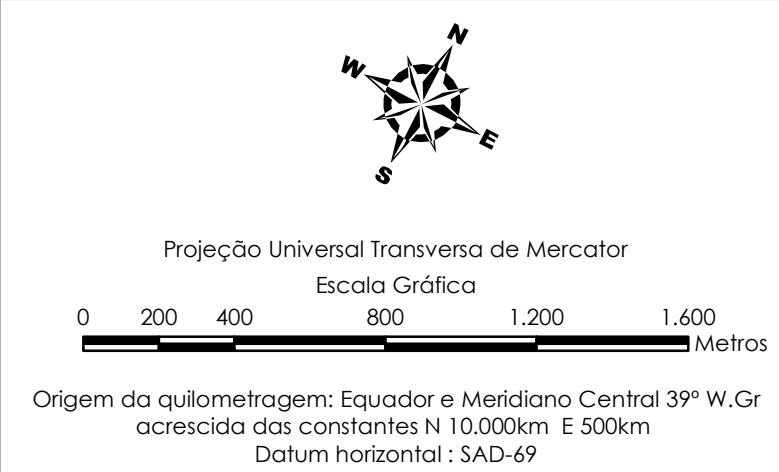 N
W
E
S
Projeção Universal Transversa de Mercator
Escala Gráfica
0 200 400 800 1.200 1.600
Metros
Origem da quilometragem: Equador e Meridiano Central 39º W.Gr
acrescida das constantes N 10.000km E 500km
Datum horizontal : SAD-69